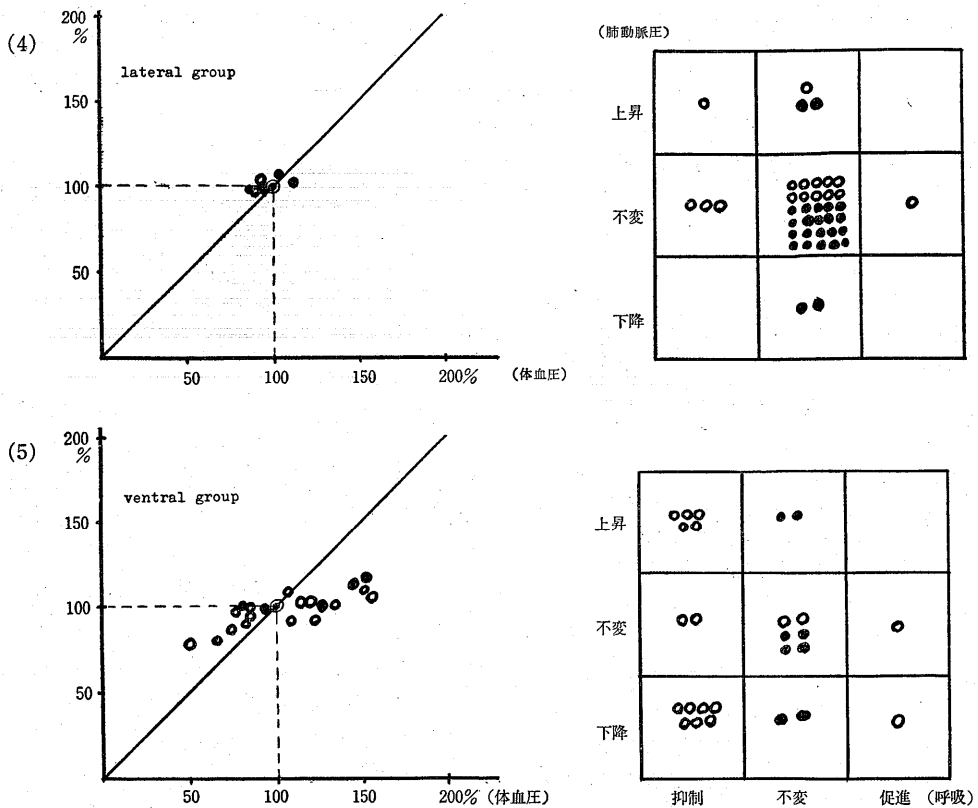 (4)
200
%
lateral group
150
100
50
50
100
150
200% (体血圧)
(肺動脈圧)
上昇
不変
下降
(5)
200
%
ventral group
150
100
50
50
100
150
200% (体血圧)
上昇
不変
下降
抑制 不変 促進 (呼吸)